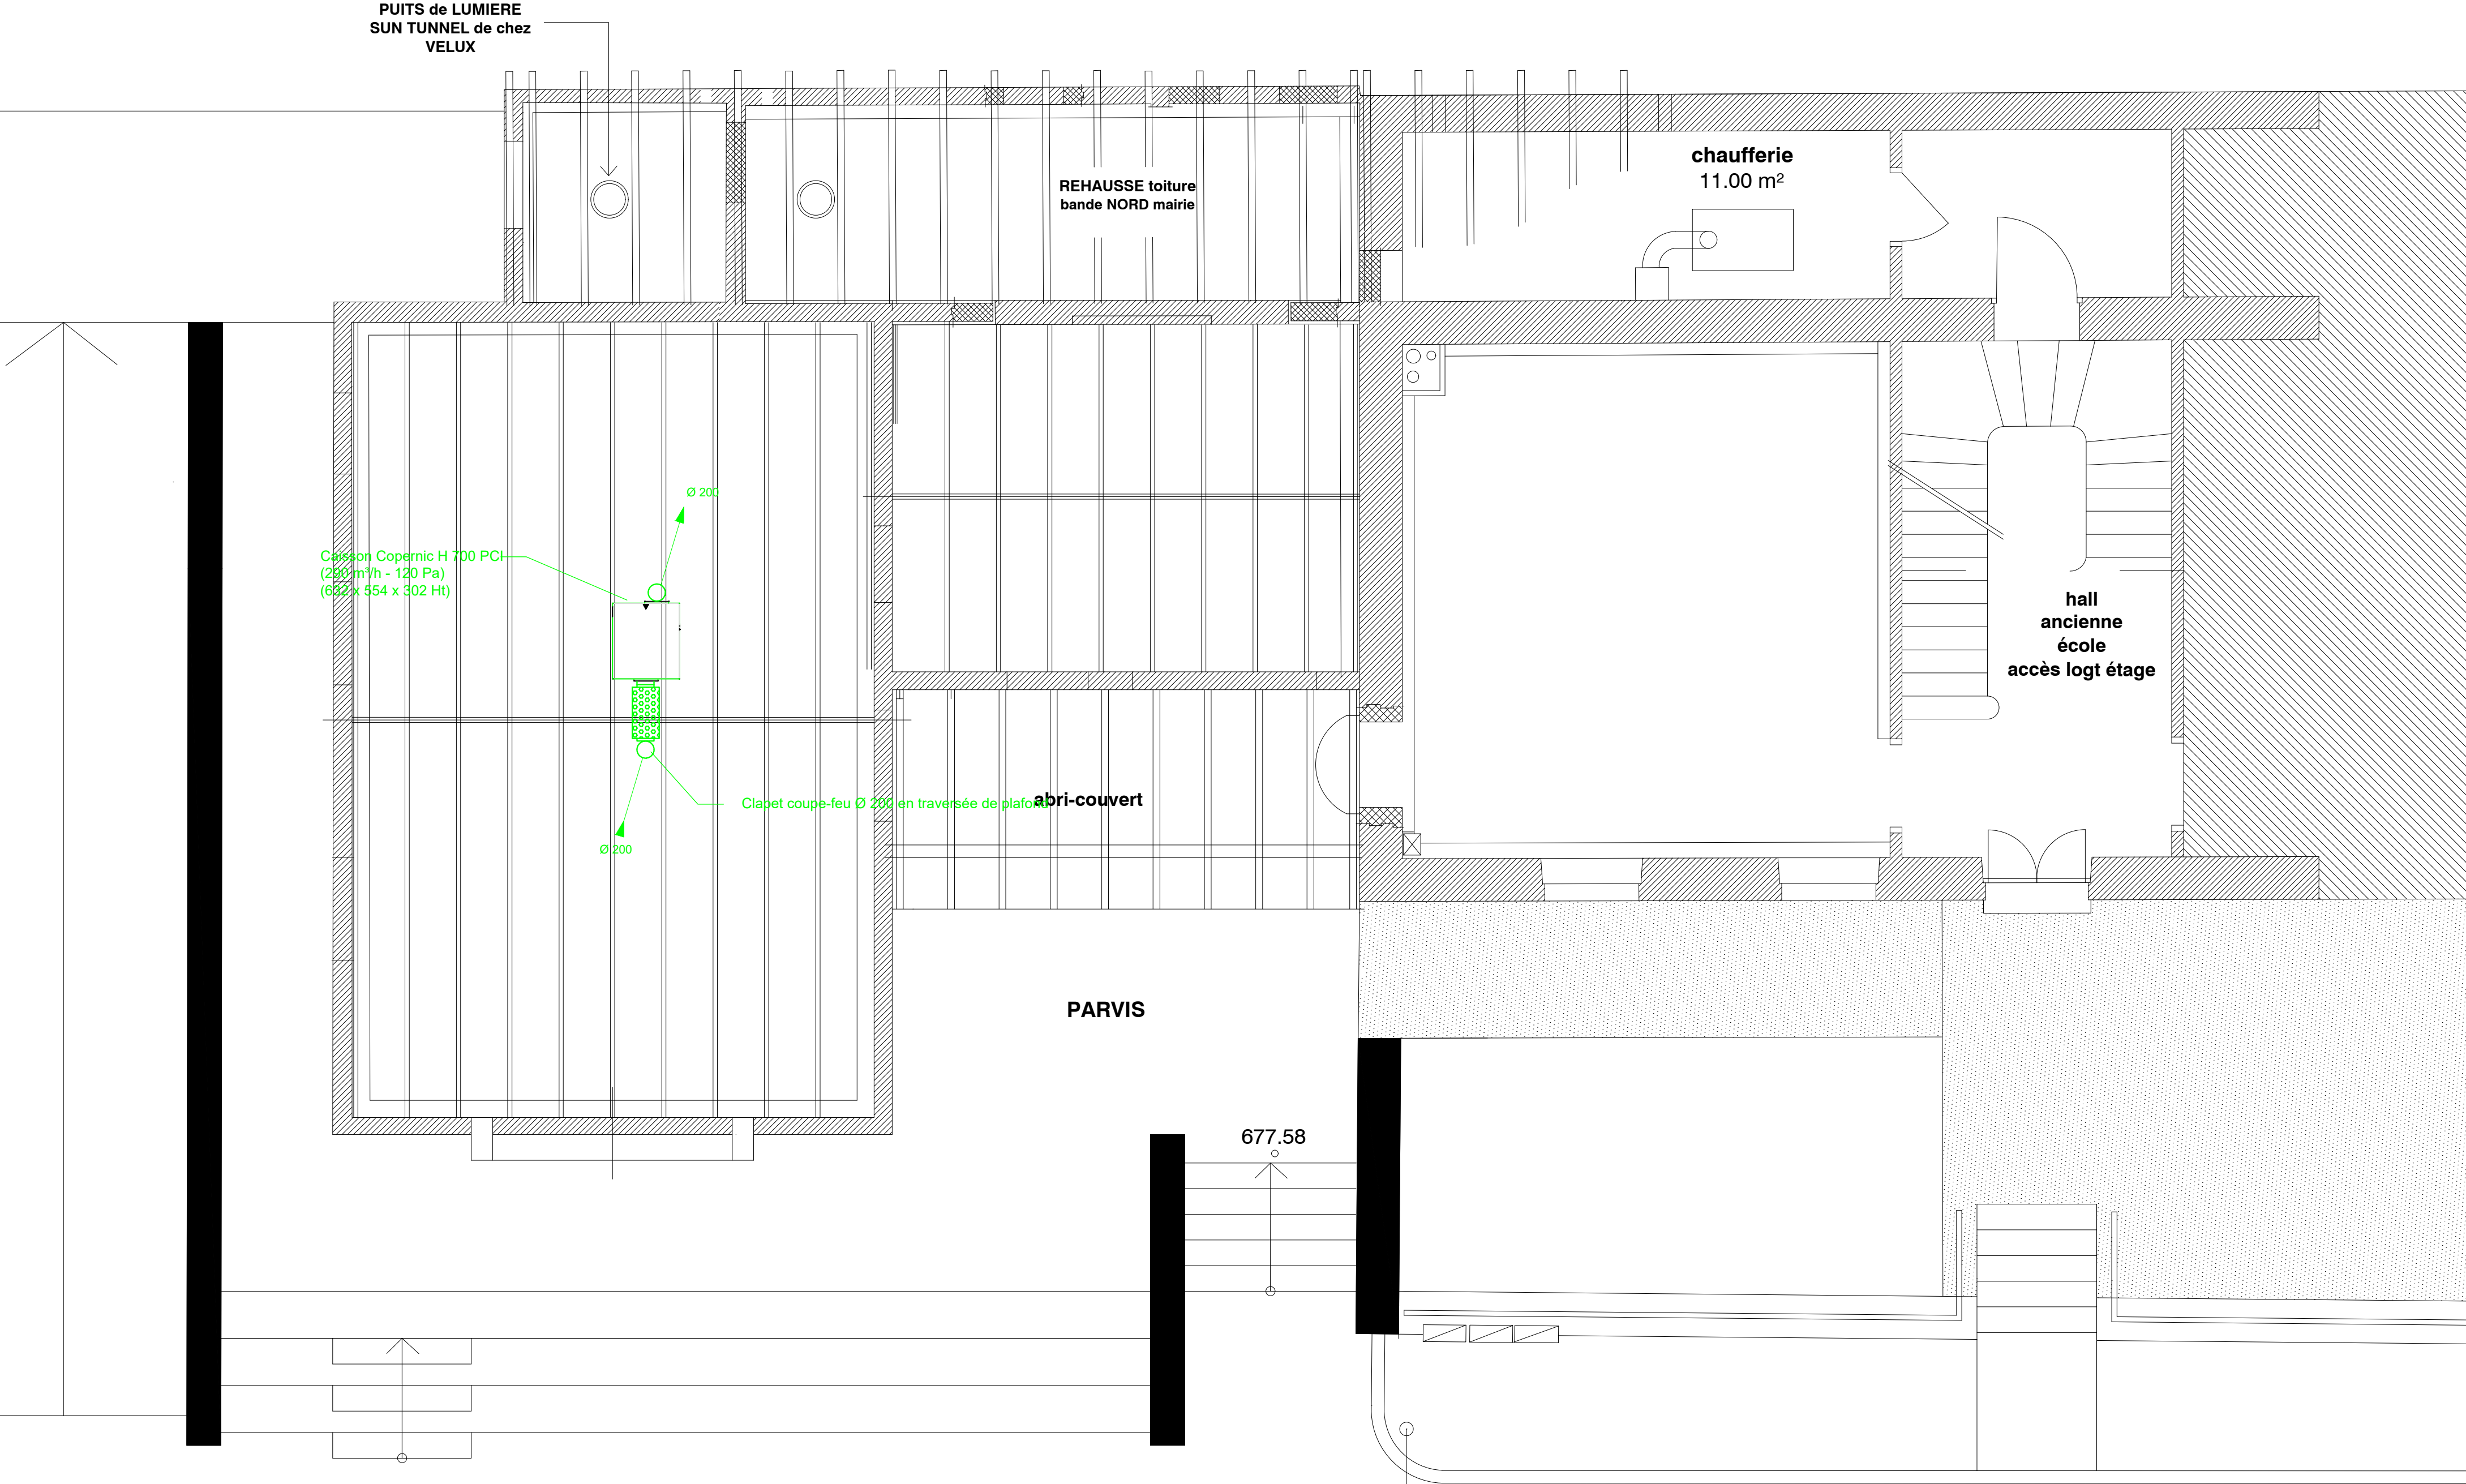 PUITS de LUMIERE
SUN TUNNEL de chez
VELUX
chaufferie
11.00 m²
REHAUSSE toiture
bande NORD mairie
Ø 200
Caisson Copernic H 700 PCI
(290 m³/h - 120 Pa)
x 554 x 302 Ht)
hall
ancienne
école
accès logt étage
Clapet coupe-feu Ø 200 en traversée de plafond
abri-couvert
Ø 200
PARVIS
677.58